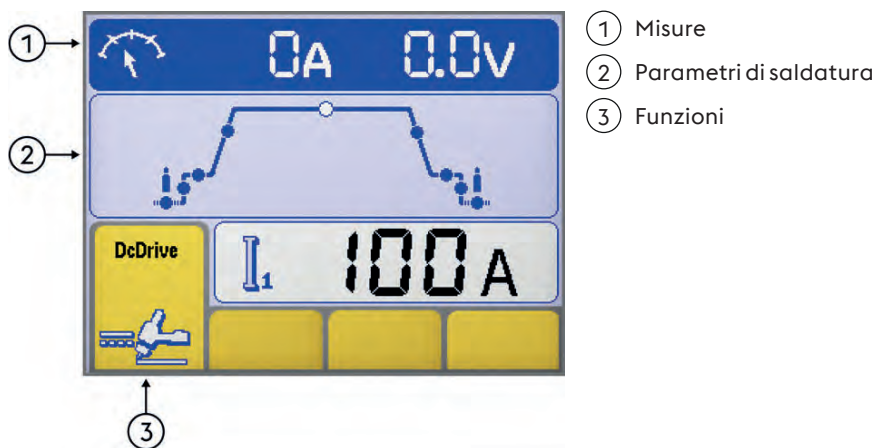 1 0A 0.0V
2
DcDrive I1 100A
3
1 Misure
2 Parametri di saldatura
3 Funzioni